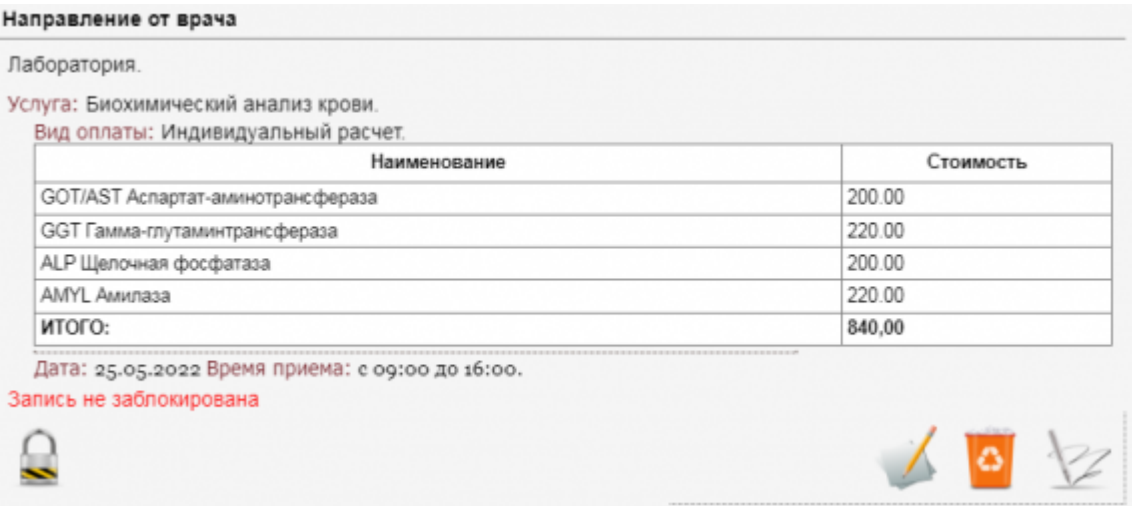 Направление от врача
Лаборатория.
Услуга: Биохимический анализ крови.
Вид оплаты: Индивидуальный расчет.
Наименование Стоимость
GOT/AST Аспартат-аминотрансфераза 200.00
GGT Гамма-глутаминтрансфераза 220.00
ALP Щелочная фосфатаза 200.00
AMYL Амилаза 220.00
ИТОГО: 840,00
Дата: 25.05.2022 Время приема: с 09:00 до 16:00.
Запись не заблокирована